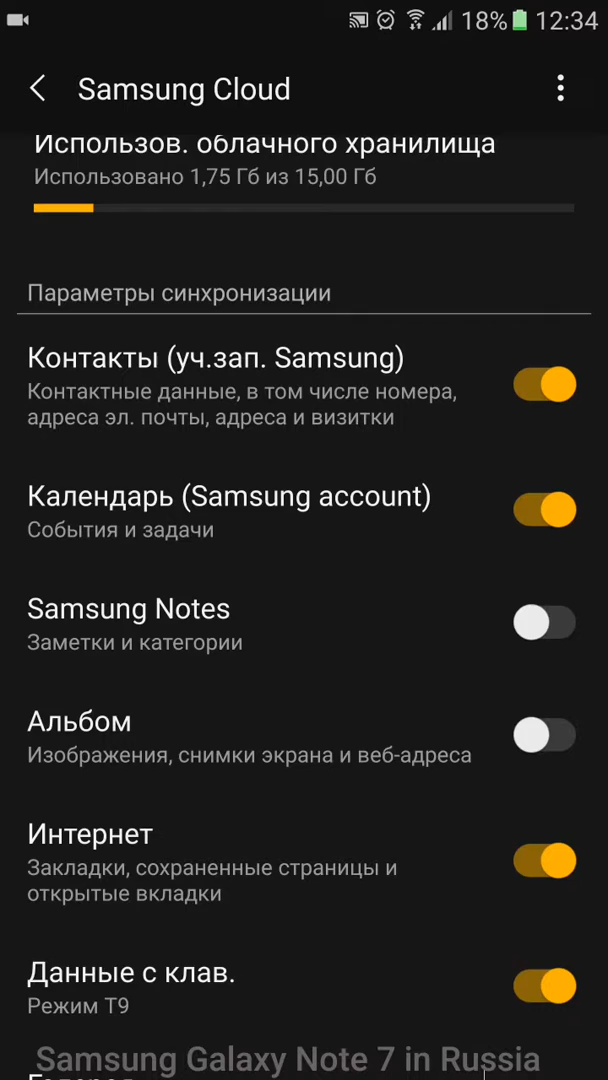 18% 12:34
Samsung Cloud
Использов. облачного хранилища
Использовано 1,75 Гб из 15,00 Гб
Параметры синхронизации
Контакты (уч.зап. Samsung)
Контактные данные, в том числе номера,
адреса эл. почты, адреса и визитки
Календарь (Samsung account)
События и задачи
Samsung Notes
Заметки и категории
Альбом
Изображения, снимки экрана и веб-адреса
Интернет
Закладки, сохраненные страницы и
открытые вкладки
Данные с клав.
Режим T9
Samsung Galaxy Note 7 in Russia